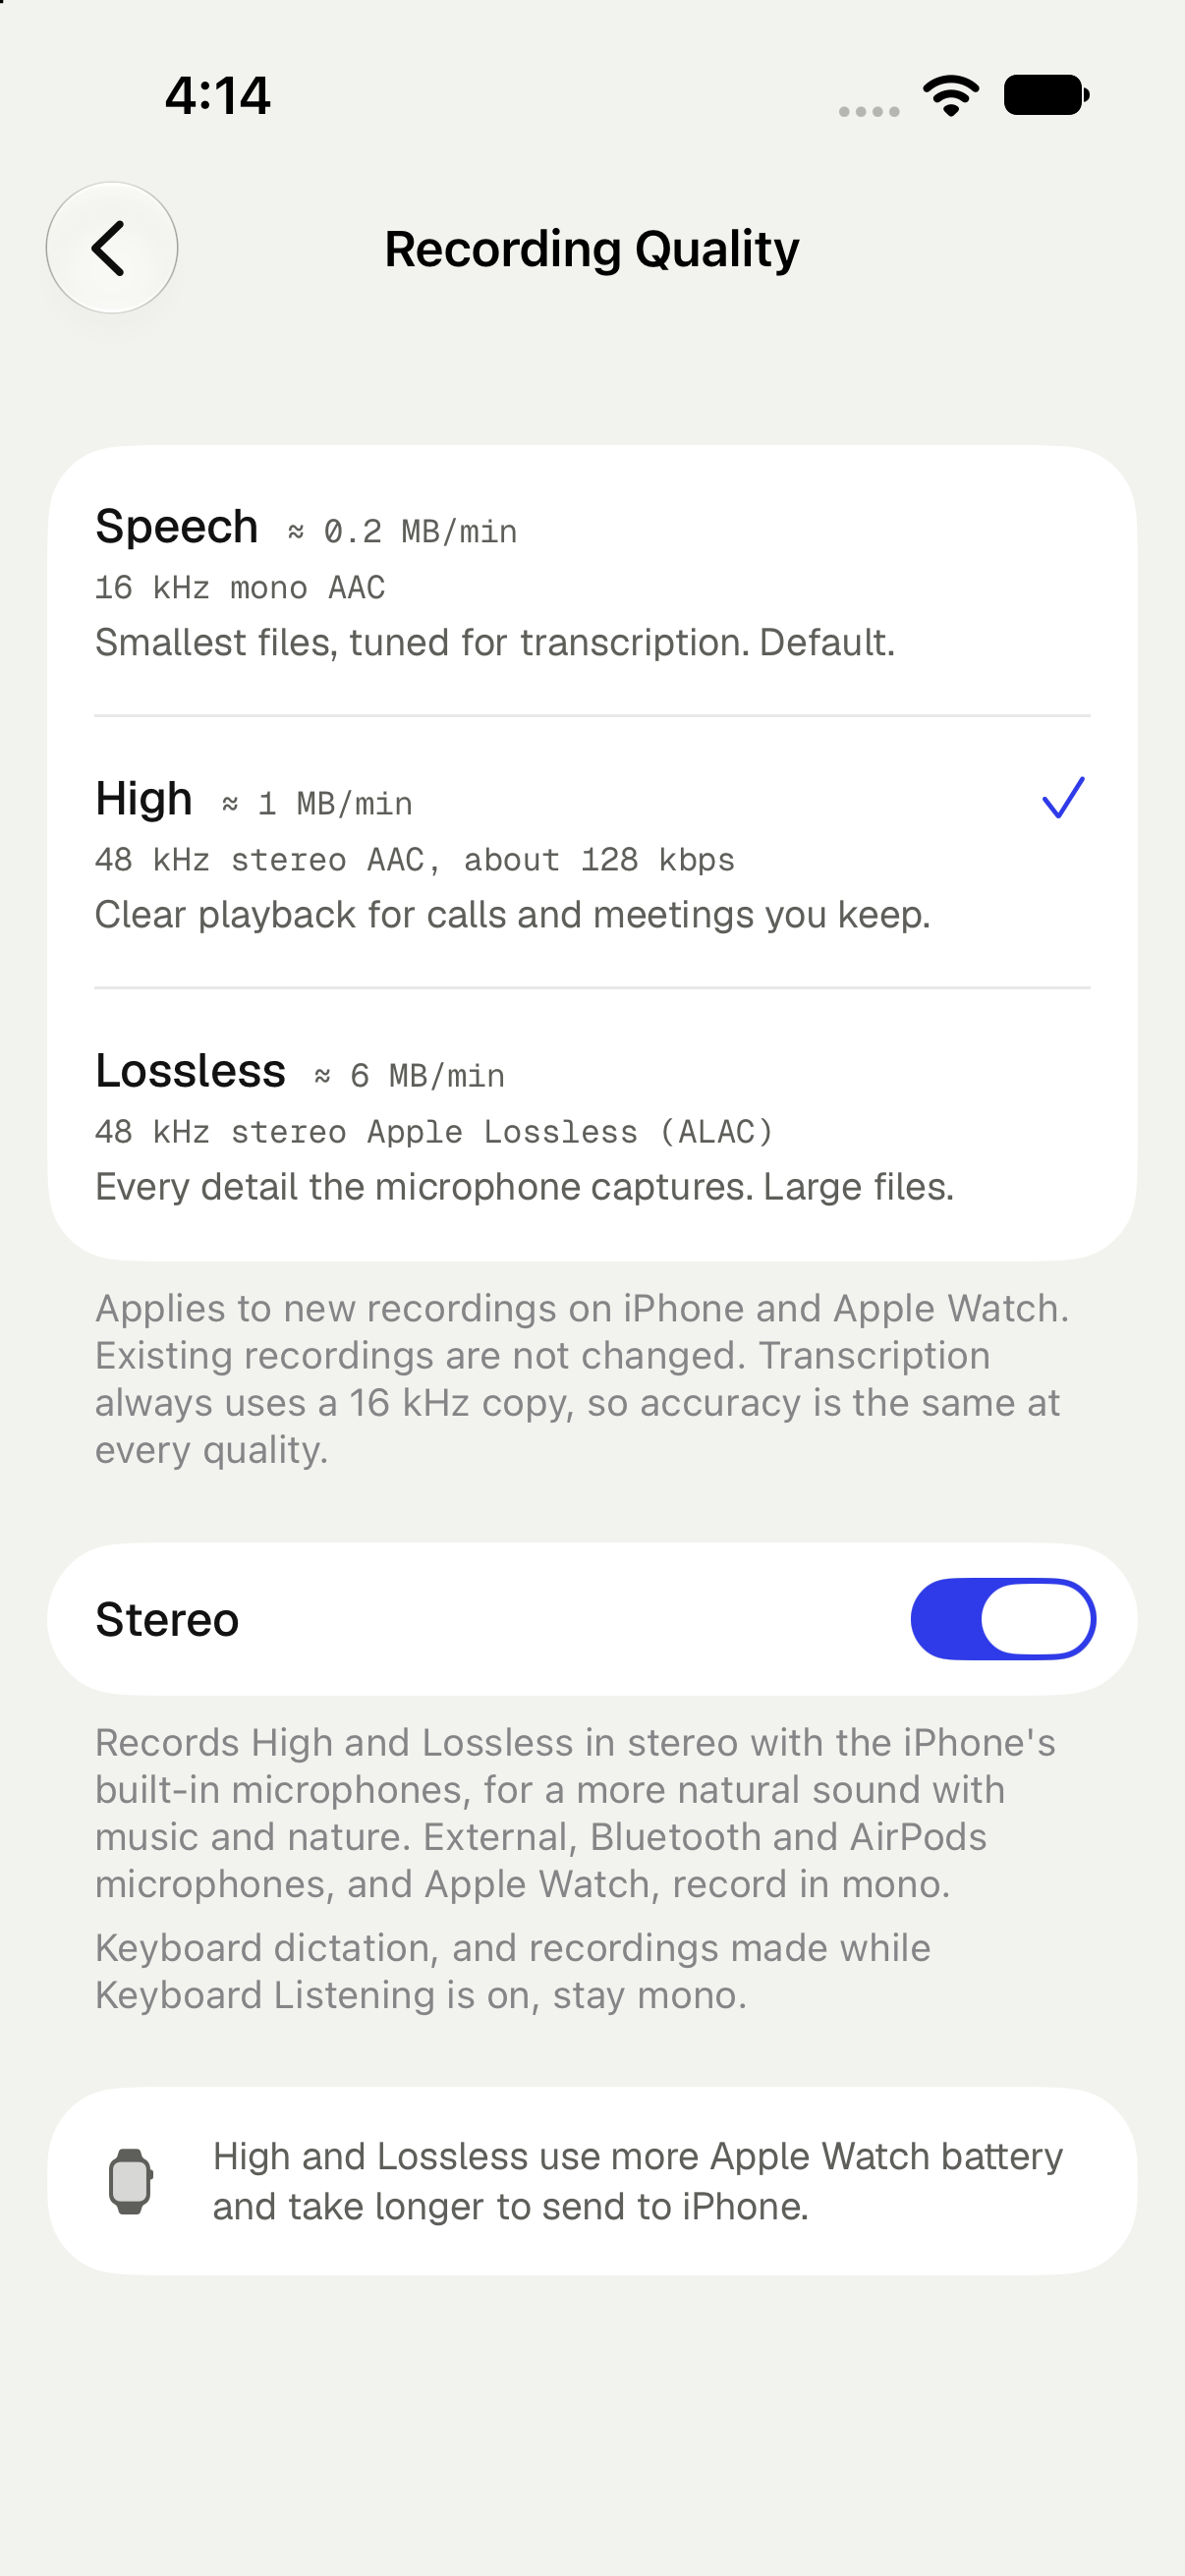 4:14
Recording Quality
Speech ≈ 0.2 MB/min
16 kHz mono AAC
Smallest files, tuned for transcription. Default.
High ≈ 1 MB/min
48 kHz stereo AAC, about 128 kbps
Clear playback for calls and meetings you keep.
Lossless ≈ 6 MB/min
48 kHz stereo Apple Lossless (ALAC)
Every detail the microphone captures. Large files.
Applies to new recordings on iPhone and Apple Watch.
Existing recordings are not changed. Transcription
always uses a 16 kHz copy, so accuracy is the same at
every quality.
Stereo
Records High and Lossless in stereo with the iPhone's
built-in microphones, for a more natural sound with
music and nature. External, Bluetooth and AirPods
microphones, and Apple Watch, record in mono.
Keyboard dictation, and recordings made while
Keyboard Listening is on, stay mono.
High and Lossless use more Apple Watch battery
and take longer to send to iPhone.